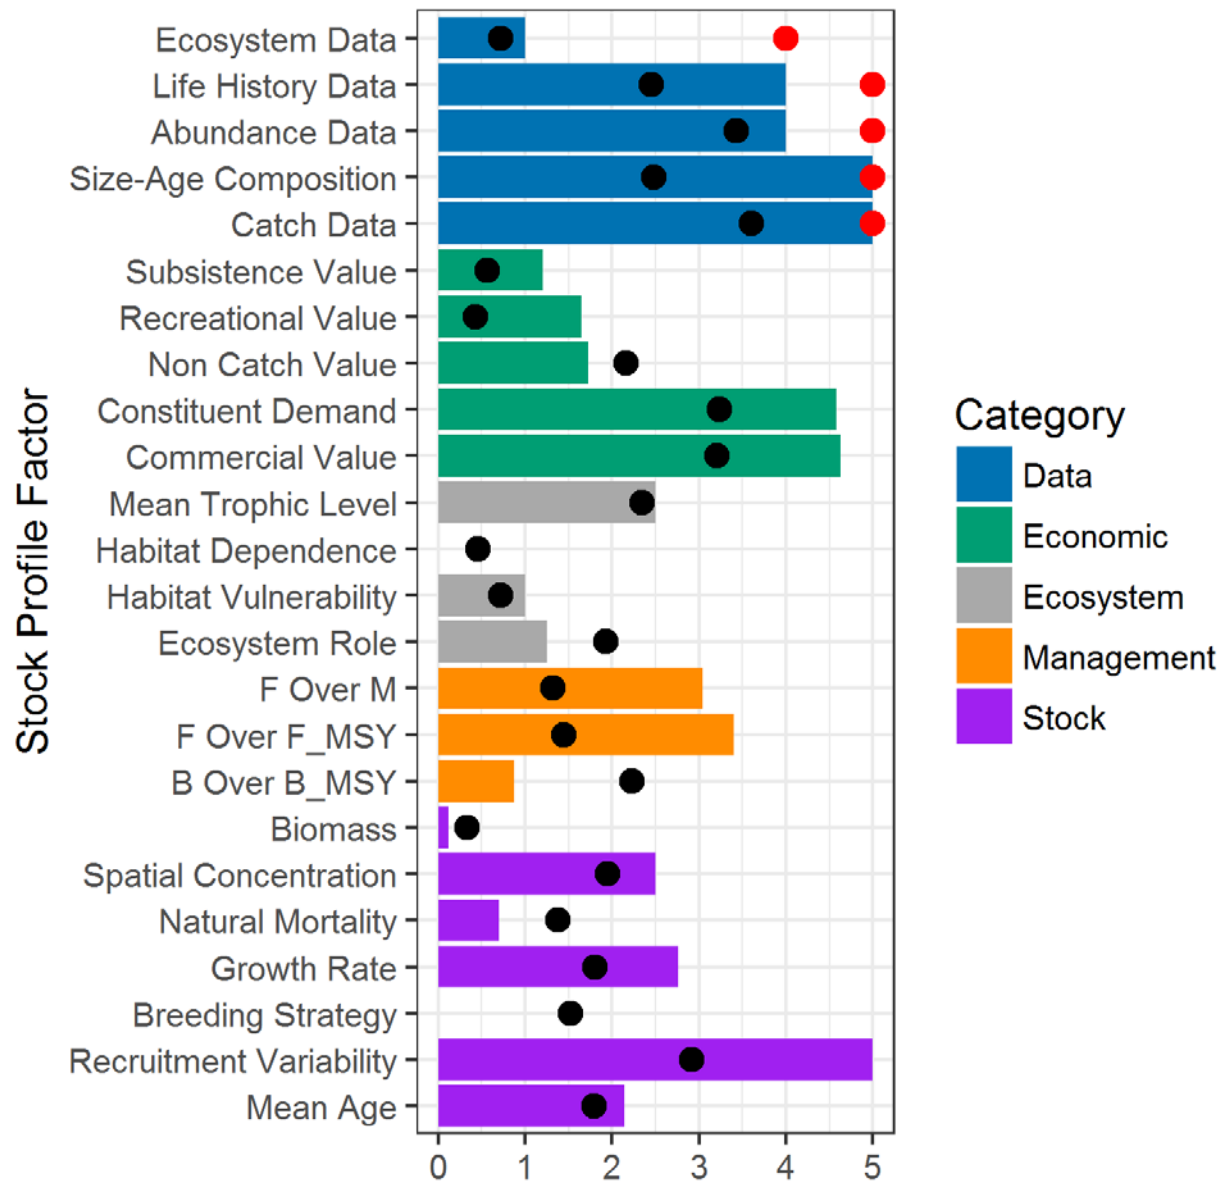 Stock Profile Factor
Ecosystem Data
Life History Data
Abundance Data
Size-Age Composition
Catch Data
Subsistence Value
Recreational Value
Non Catch Value
Constituent Demand
Commercial Value
Mean Trophic Level
Habitat Dependence
Habitat Vulnerability
Ecosystem Role
F Over M
F Over F_MSY
B Over B_MSY
Biomass
Spatial Concentration
Natural Mortality
Growth Rate
Breeding Strategy
Recruitment Variability
Mean Age
0 1 2 3 4 5
Category
Data
Economic
Ecosystem
Management
Stock